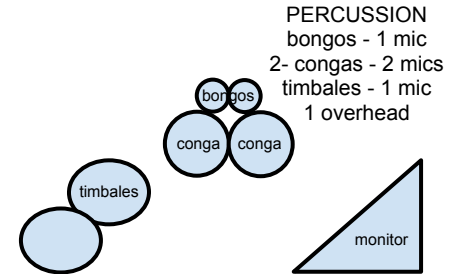 PERCUSSION
bongos - 1 mic
2- congas - 2 mics
timbales - 1 mic
1 overhead
bongos
conga conga
timbales
monitor